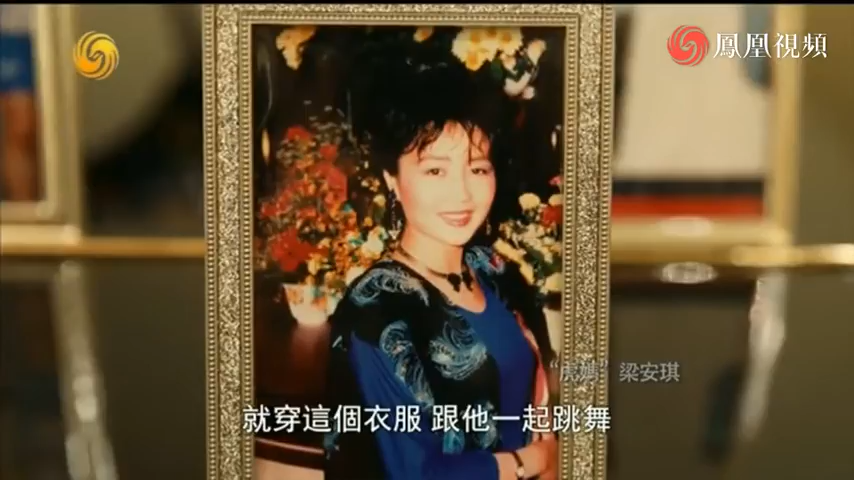 鳳凰視頻
“虎媽”梁安琪
就穿這個衣服 跟他一起跳舞